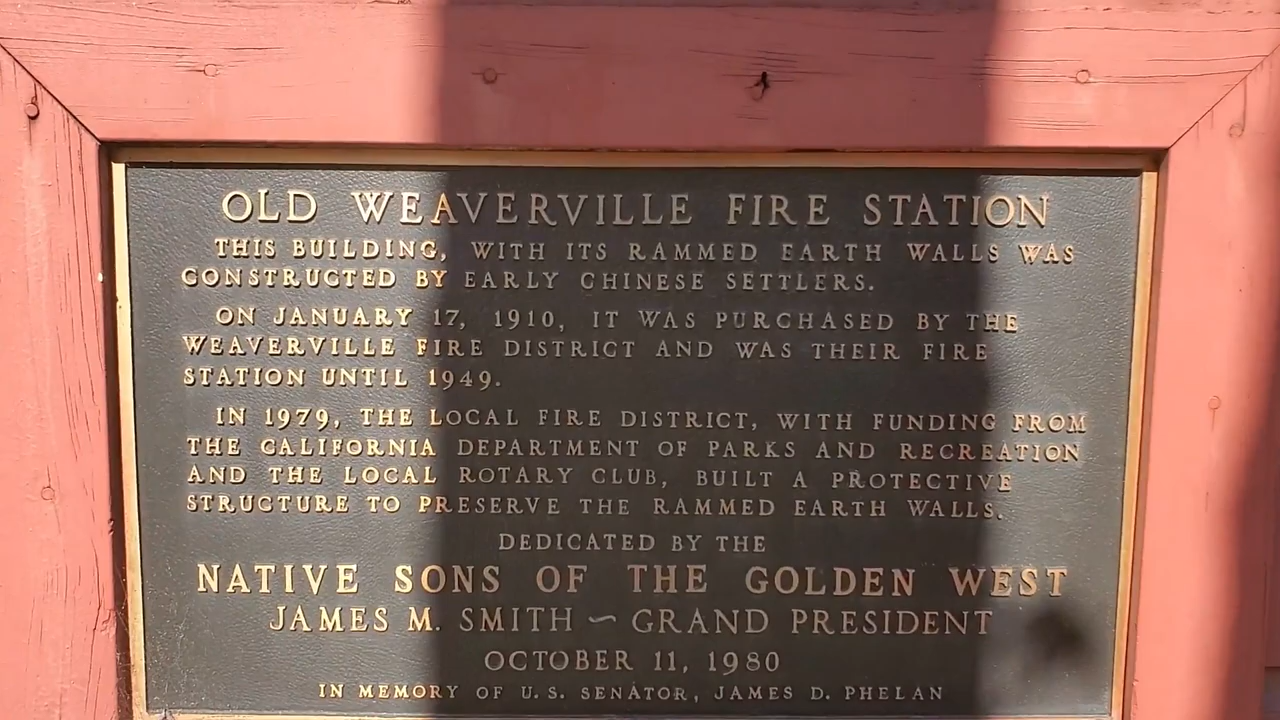 OLD WEAVERVILLE FIRE STATION
THIS BUILDING, WITH ITS RAMMED EARTH WALLS WAS
CONSTRUCTED BY EARLY CHINESE SETTLERS.
ON JANUARY 17, 1910, IT WAS PURCHASED BY THE
WEAVERVILLE FIRE DISTRICT AND WAS THEIR FIRE
STATION UNTIL 1949.
IN 1979, THE LOCAL FIRE DISTRICT, WITH FUNDING FROM
THE CALIFORNIA DEPARTMENT OF PARKS AND RECREATION
AND THE LOCAL ROTARY CLUB, BUILT A PROTECTIVE
STRUCTURE TO PRESERVE THE RAMMED EARTH WALLS.
DEDICATED BY THE
NATIVE SONS OF THE GOLDEN WEST
JAMES M. SMITH ~ GRAND PRESIDENT
OCTOBER 11, 1980
IN MEMORY OF U.S. SENATOR, JAMES D. PHELAN